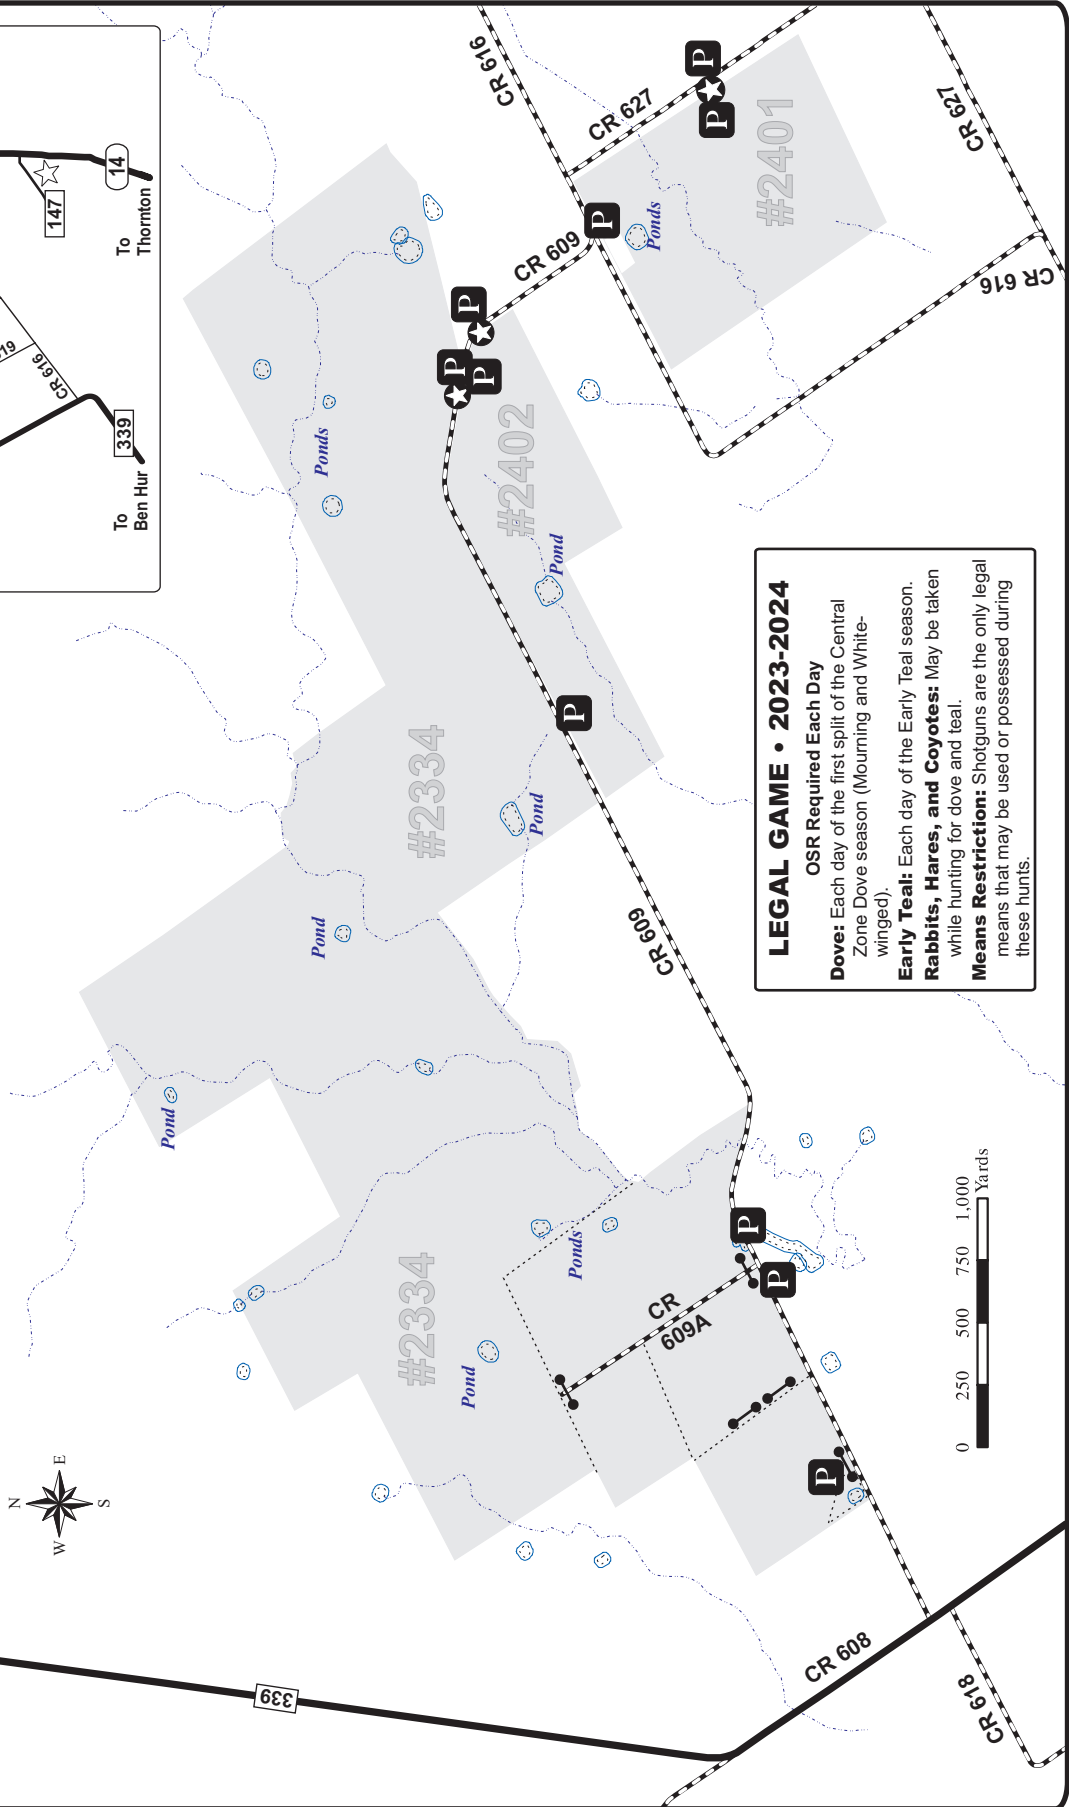 147
14
To
Thornton
19
CR 616
339
To
Ben Hur
CR 616
CR 627
P
P
#2401
CR 627
P
Ponds
CR 609
CR 616
P
P
P
#2402
Ponds
Pond
P
#2334
Pond
Pond
CR 609
Pond
LEGAL GAME • 2023-2024
OSR Required Each Day
Dove: Each day of the first split of the Central
Zone Dove season (Mourning and White-
winged).
Early Teal: Each day of the Early Teal season.
Rabbits, Hares, and Coyotes: May be taken
while hunting for dove and teal.
Means Restriction: Shotguns are the only legal
means that may be used or possessed during
these hunts.
#2334
Ponds
Pond
P
P
CR
609A
P
0 250 500 750 1,000
Yards
N
W E
S
339
CR 608
CR 618